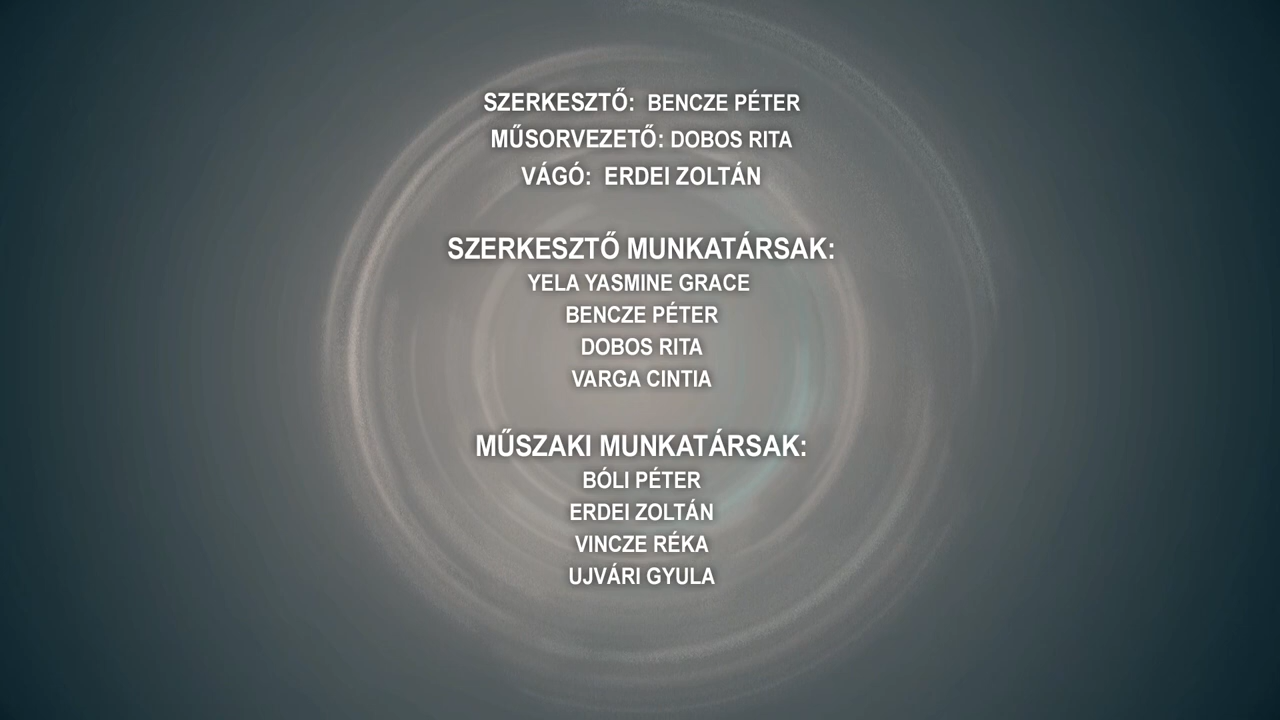 SZERKESZTŐ: BENCZE PÉTER
MŰSORVEZETŐ: DOBOS RITA
VÁGÓ: ERDEI ZOLTÁN
SZERKESZTŐ MUNKATÁRSAK:
YELA YASMINE GRACE
BENCZE PÉTER
DOBOS RITA
VARGA CINTIA
MŰSZAKI MUNKATÁRSAK:
BÓLI PÉTER
ERDEI ZOLTÁN
VINCZE RÉKA
UJVÁRI GYULA